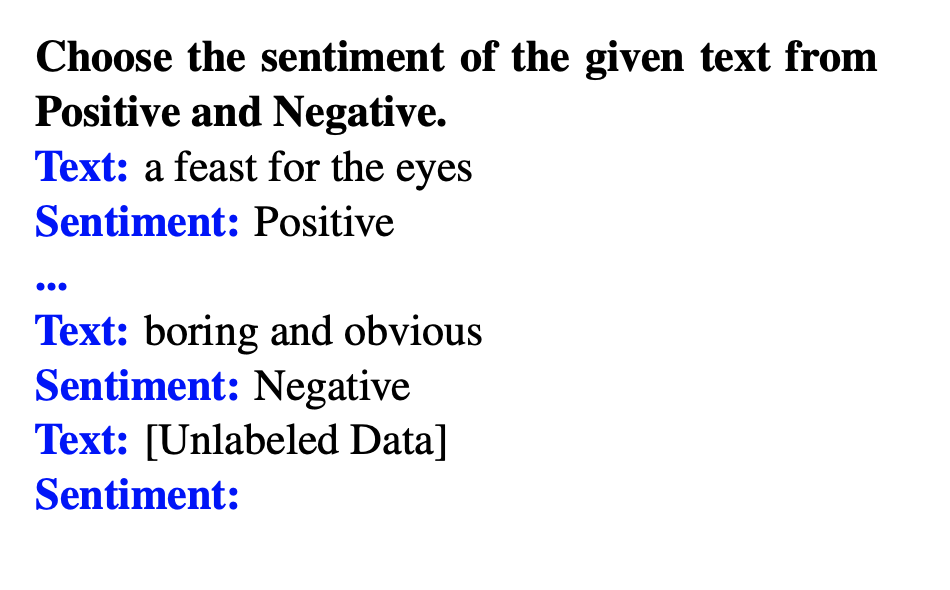 Choose the sentiment of the given text from
Positive and Negative.
Text: a feast for the eyes
Sentiment: Positive
...
Text: boring and obvious
Sentiment: Negative
Text: [Unlabeled Data]
Sentiment: